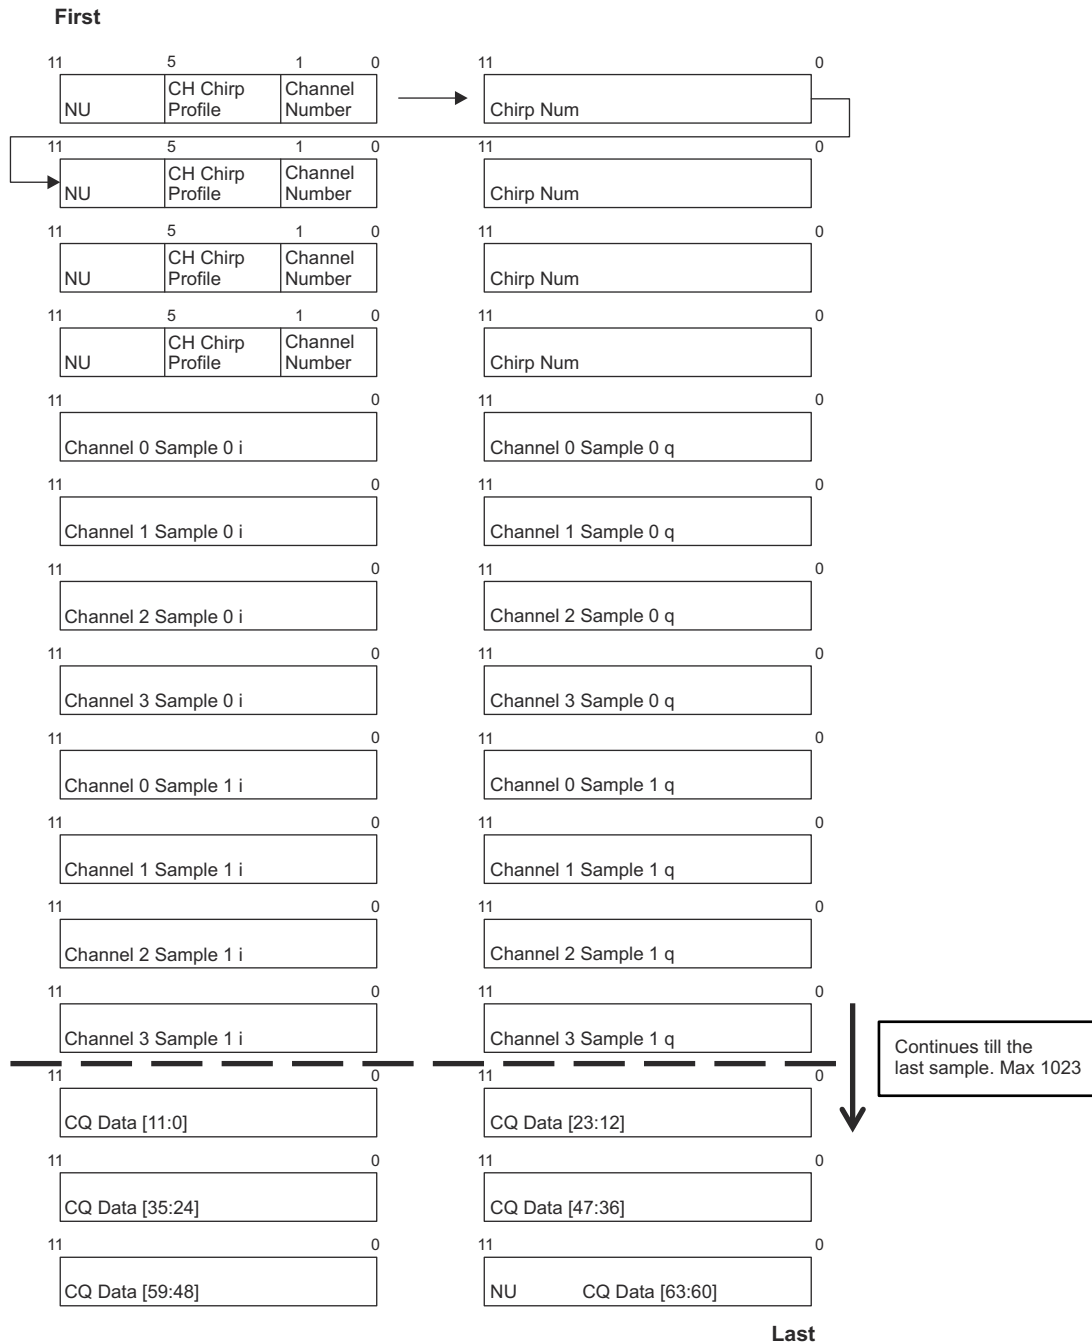 First
11 5 1 0 11 0
NU CH Chirp Profile Channel Number Chirp Num
11 5 1 0 11 0
NU CH Chirp Profile Channel Number Chirp Num
11 5 1 0 11 0
NU CH Chirp Profile Channel Number Chirp Num
11 5 1 0 11 0
NU CH Chirp Profile Channel Number Chirp Num
11 0 11 0
Channel 0 Sample 0 i Channel 0 Sample 0 q
11 0 11 0
Channel 1 Sample 0 i Channel 1 Sample 0 q
11 0 11 0
Channel 2 Sample 0 i Channel 2 Sample 0 q
11 0 11 0
Channel 3 Sample 0 i Channel 3 Sample 0 q
11 0 11 0
Channel 0 Sample 1 i Channel 0 Sample 1 q
11 0 11 0
Channel 1 Sample 1 i Channel 1 Sample 1 q
11 0 11 0
Channel 2 Sample 1 i Channel 2 Sample 1 q
11 0 11 0
Channel 3 Sample 1 i Channel 3 Sample 1 q
Continues till the
last sample. Max 1023
11 0 11 0
CQ Data [11:0] CQ Data [23:12]
11 0 11 0
CQ Data [35:24] CQ Data [47:36]
11 0 11 0
CQ Data [59:48] NU CQ Data [63:60]
Last